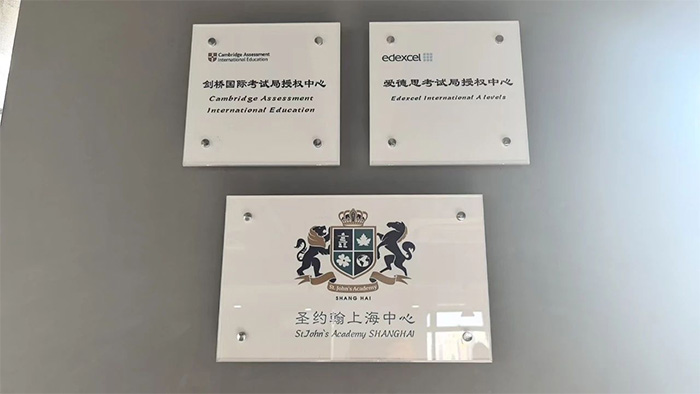 Cambridge Assessment
International Education
剑桥国际考试局授权中心
Cambridge Assessment
International Education
edexcel
爱德思考试局授权中心
Edexcel International A levels
St. John's Academy
SHANG HAI
圣约翰上海中心
St.John's Academy SHANGHAI